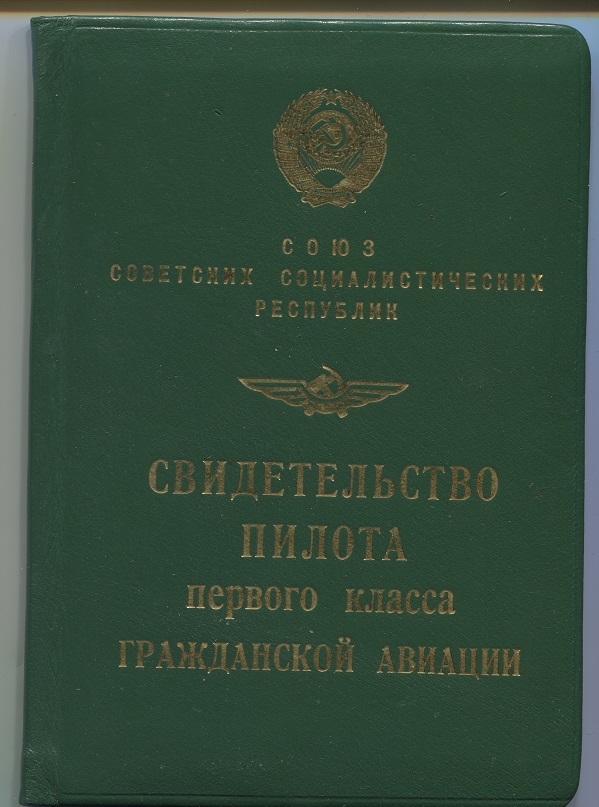 СОЮЗ
СОВЕТСКИХ СОЦИАЛИСТИЧЕСКИХ
РЕСПУБЛИК
СВИДЕТЕЛЬСТВО
ПИЛОТА
первого класса
ГРАЖДАНСКОЙ АВИАЦИИ